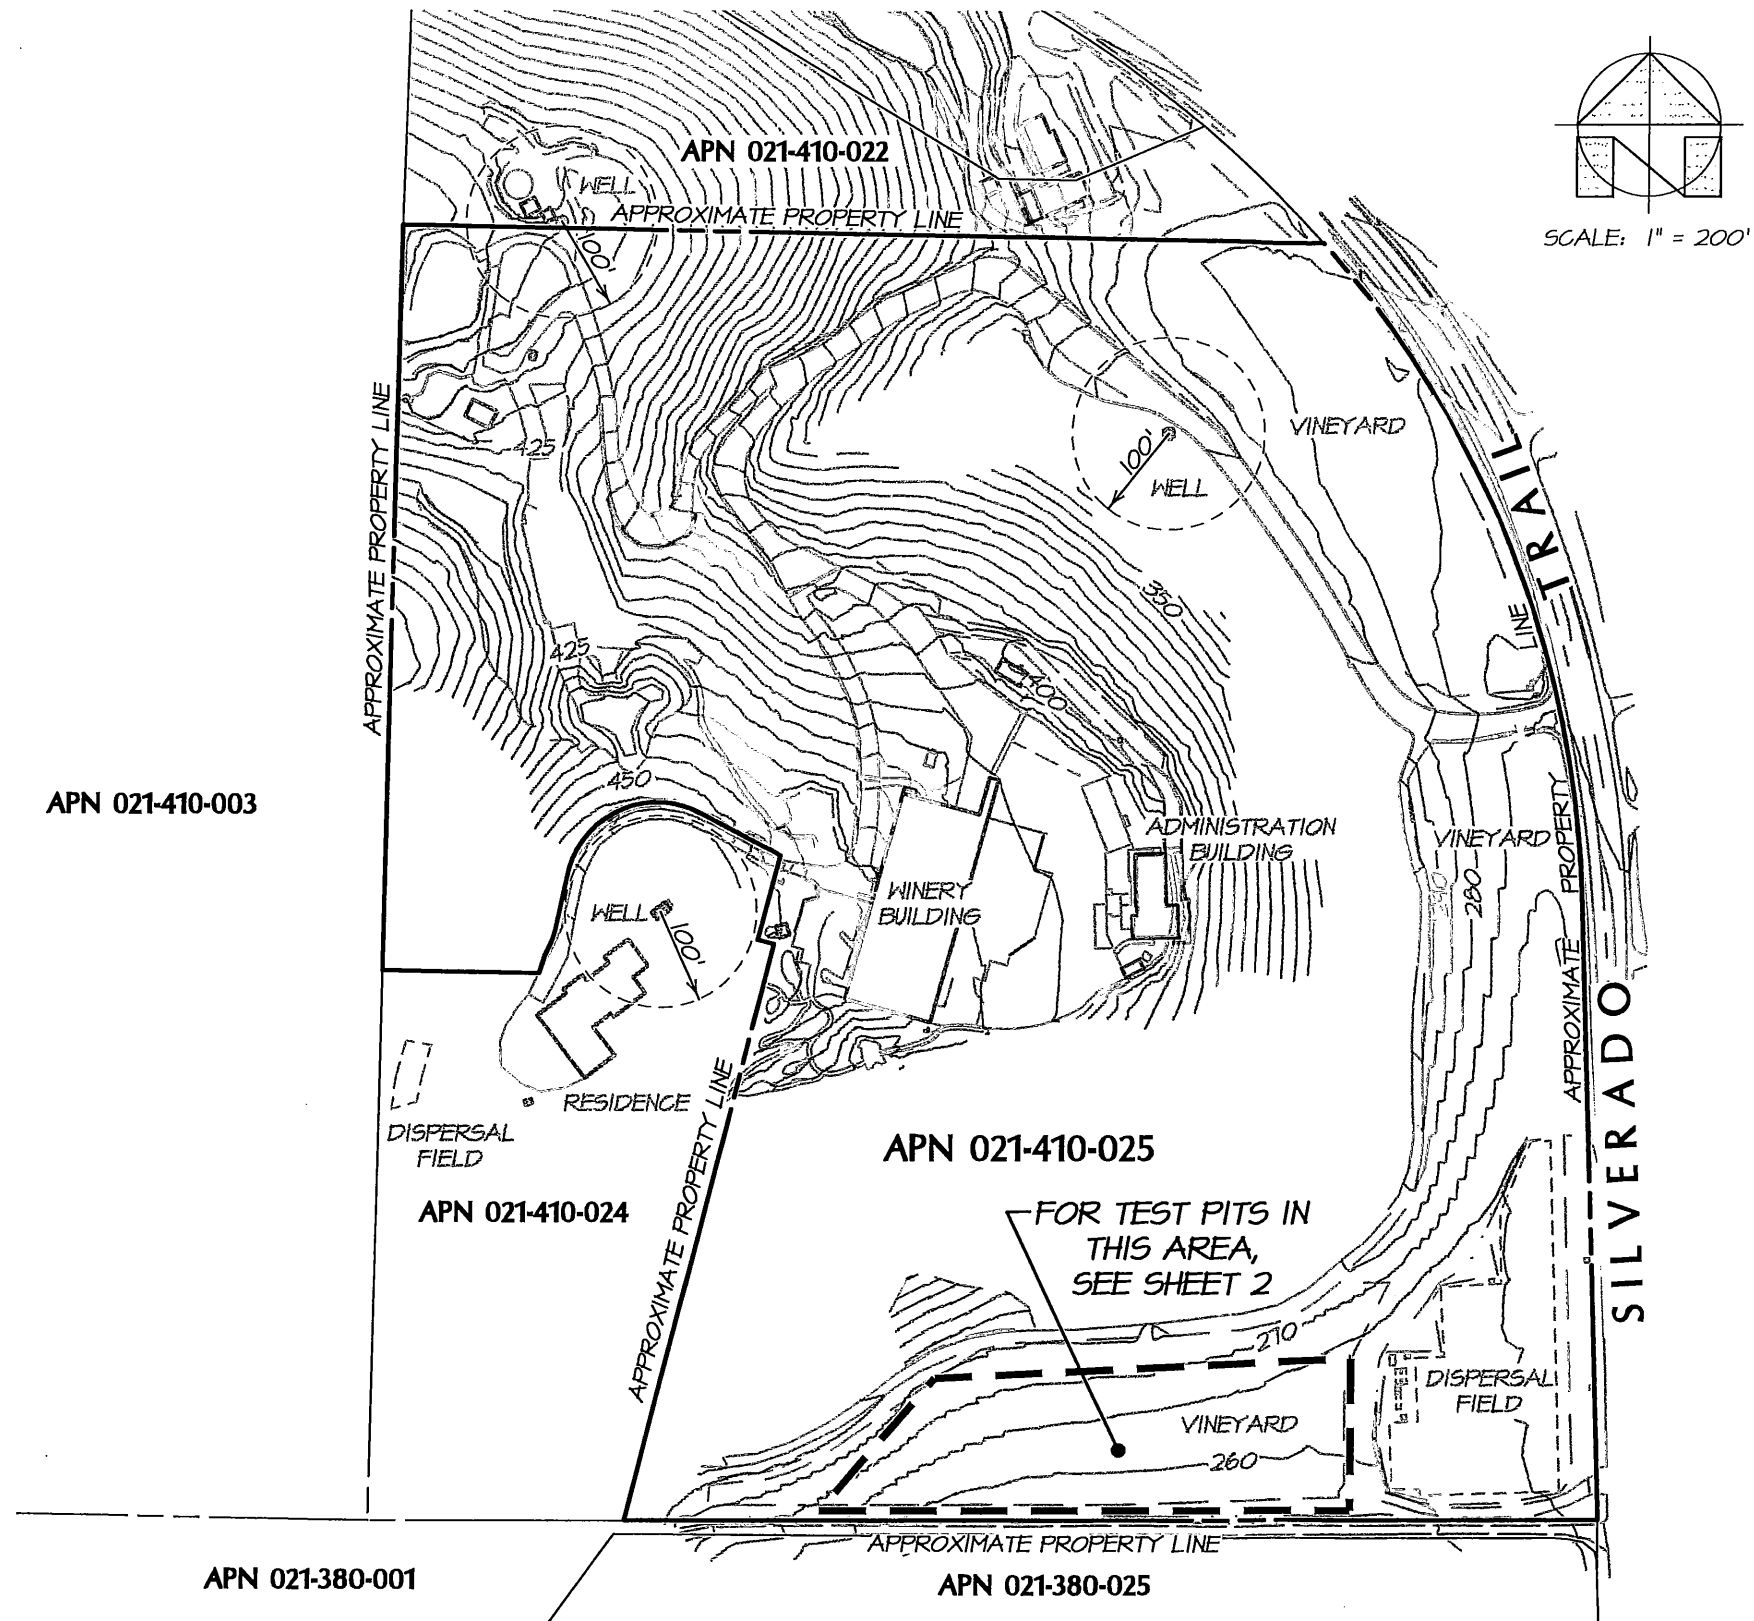 APN 021-410-022
WELL
APPROXIMATE PROPERTY LINE
100'
SCALE: 1" = 200'
APPROXIMATE PROPERTY LINE
425
VINEYARD
100'
WELL
TRAIL
350
LINE
425
400
450
APN 021-410-003
ADMINISTRATION
BUILDING
VINEYARD
PROPERTY
280
WINERY
BUILDING
WELL
100'
APPROXIMATE
SILVERADO
RESIDENCE
DISPERSAL
FIELD
APPROXIMATE PROPERTY LINE
APN 021-410-025
APN 021-410-024
APPROXIMATE PROPERTY LINE
FOR TEST PITS IN
THIS AREA,
SEE SHEET 2
270
DISPERSAL
FIELD
VINEYARD
260
APPROXIMATE PROPERTY LINE
APN 021-380-001
APN 021-380-025